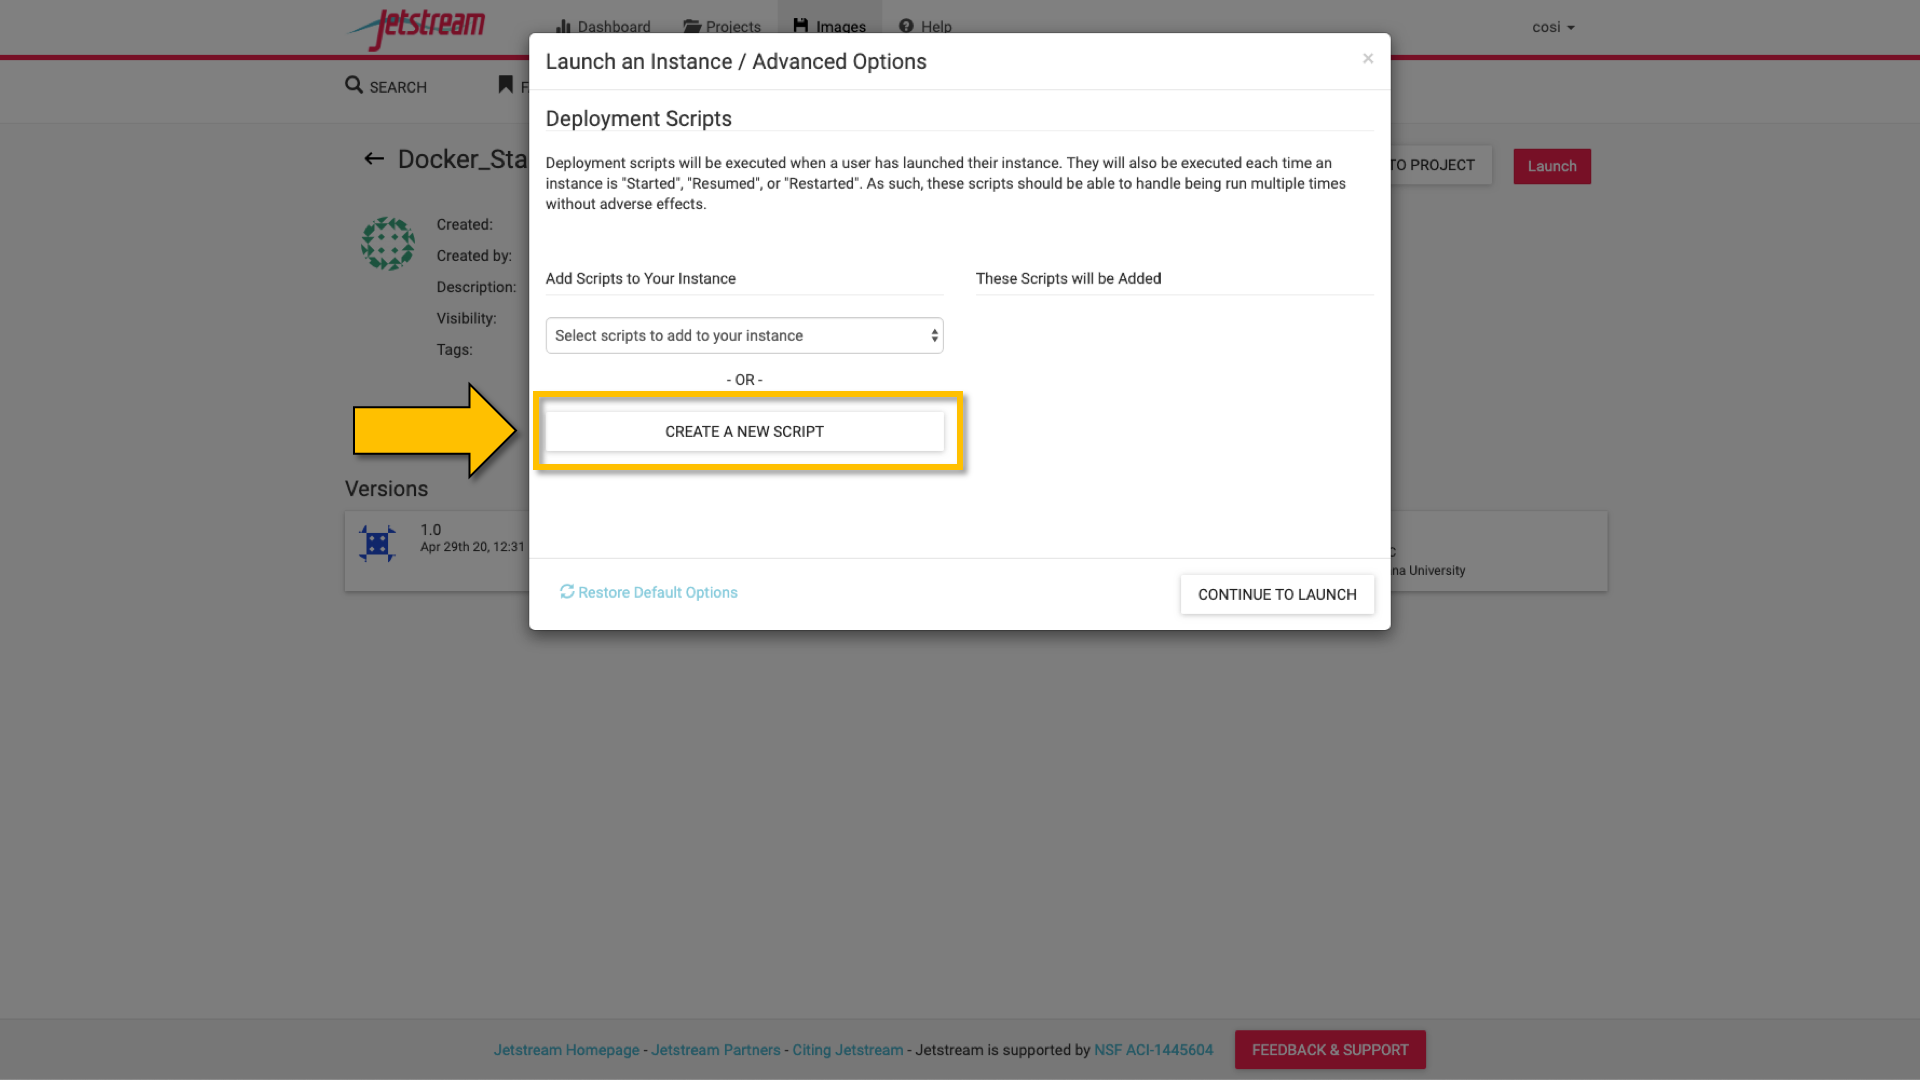 Jetstream
Dashboard
Projects
Images
Help
cosi
SEARCH
F
Launch an Instance / Advanced Options
×
Deployment Scripts
Deployment scripts will be executed when a user has launched their instance. They will also be executed each time an
instance is "Started", "Resumed", or "Restarted". As such, these scripts should be able to handle being run multiple times
without adverse effects.
Docker_Sta
TO PROJECT
Launch
Created:
Created by:
Description:
Visibility:
Tags:
Add Scripts to Your Instance
Select scripts to add to your instance
- OR -
CREATE A NEW SCRIPT
These Scripts will be Added
Versions
1.0
Apr 29th 20, 12:31
na University
Restore Default Options
CONTINUE TO LAUNCH
Jetstream Homepage - Jetstream Partners - Citing Jetstream - Jetstream is supported by NSF ACI-1445604
FEEDBACK & SUPPORT